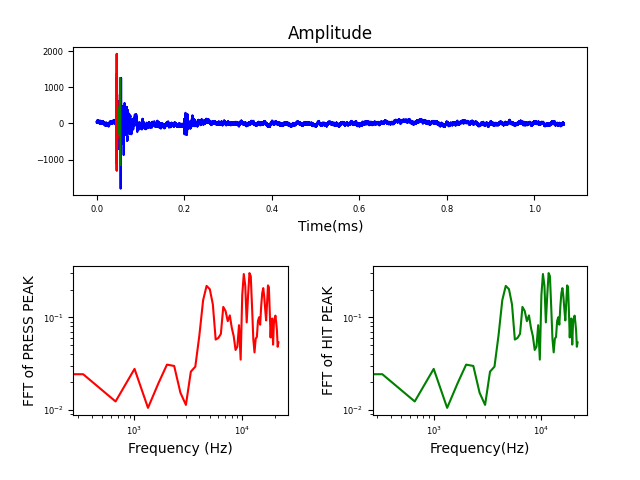 Amplitude
2000
1000
0
−1000
0.0 0.2 0.4 0.6 0.8 1.0
Time(ms)
FFT of PRESS PEAK
10⁻¹
10⁻²
10³ 10⁴
Frequency (Hz)
FFT of HIT PEAK
10⁻¹
10⁻²
10³ 10⁴
Frequency(Hz)